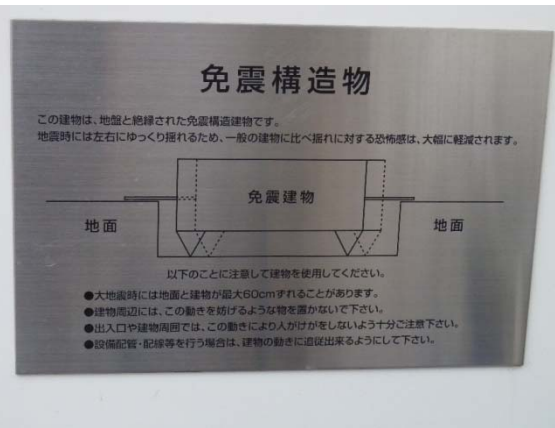 免震構造物
この建物は、地盤と絶縁された免震構造建物です。
地震時には左右にゆっくり揺れるため、一般の建物に比べ揺れに対する恐怖感は、大幅に軽減されます。
免震建物
地面
地面
以下のことに注意して建物を使用してください。
●大地震時には地面と建物が最大60cmずれることがあります。
●建物周辺には、この動きを妨げるような物を置かないで下さい。
●出入口や建物周囲では、この動きにより人がけがをしないよう十分ご注意下さい。
●設備配管・配線等を行う場合は、建物の動きに追従出来るようにして下さい。